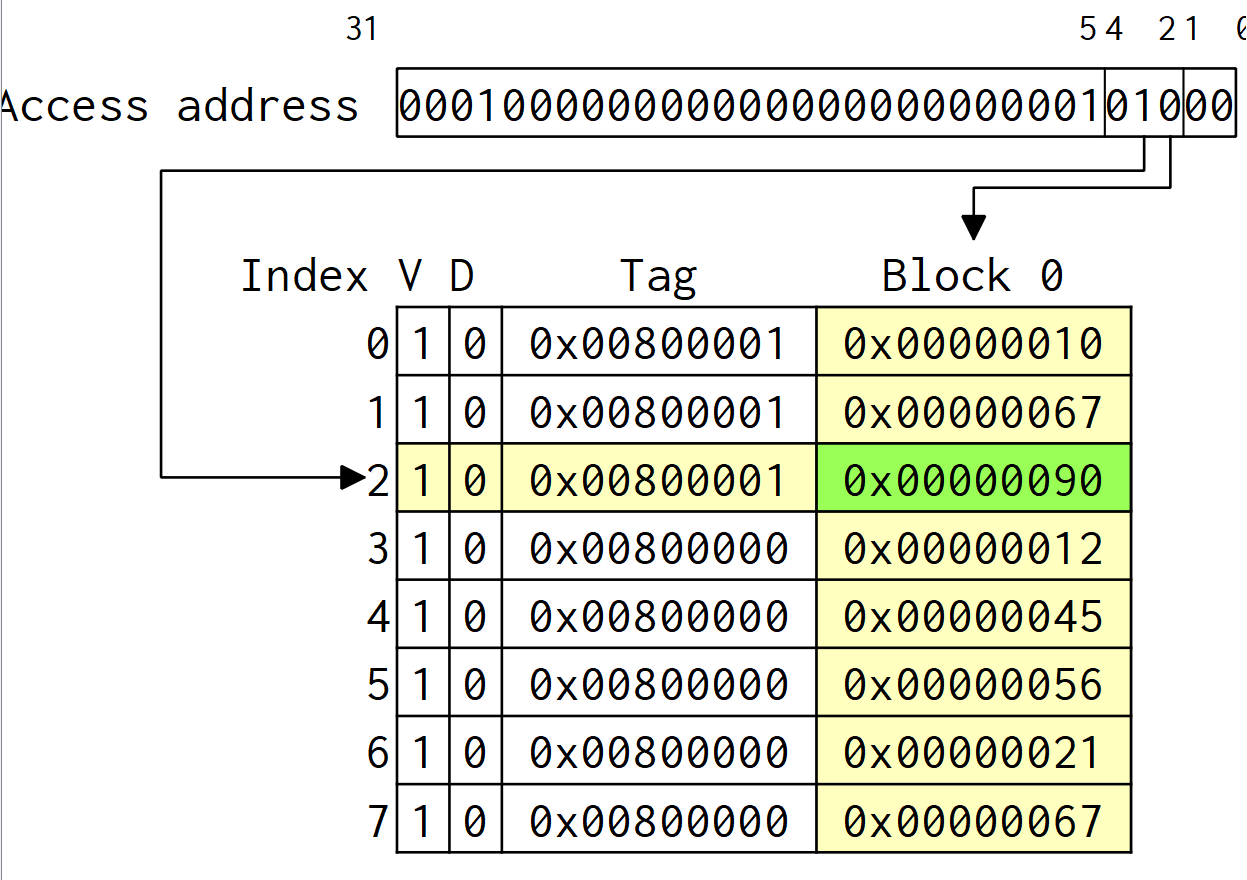 31 5 4 2 1 0
Access address 00010000000000000000000000101000
Index V D Tag Block 0
0 1 0 0x00800001 0x00000010
1 1 0 0x00800001 0x00000067
2 1 0 0x00800001 0x00000090
3 1 0 0x00800000 0x00000012
4 1 0 0x00800000 0x00000045
5 1 0 0x00800000 0x00000056
6 1 0 0x00800000 0x00000021
7 1 0 0x00800000 0x00000067